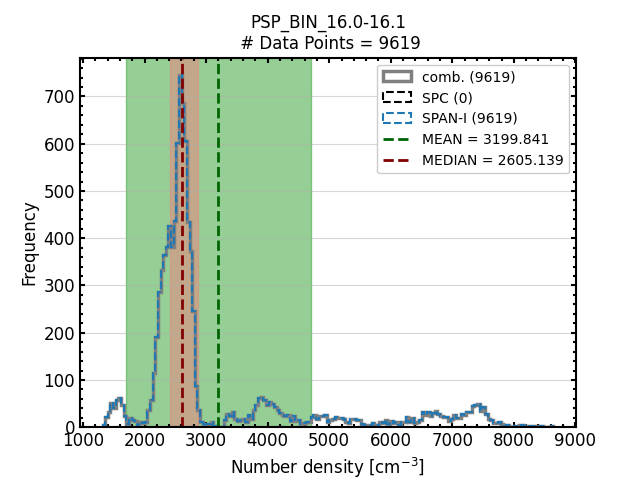 PSP_BIN_16.0-16.1
# Data Points = 9619
comb. (9619)
SPC (0)
SPAN-I (9619)
MEAN = 3199.841
MEDIAN = 2605.139
Frequency
700
600
500
400
300
200
100
0
1000 2000 3000 4000 5000 6000 7000 8000 9000
Number density [cm⁻³]